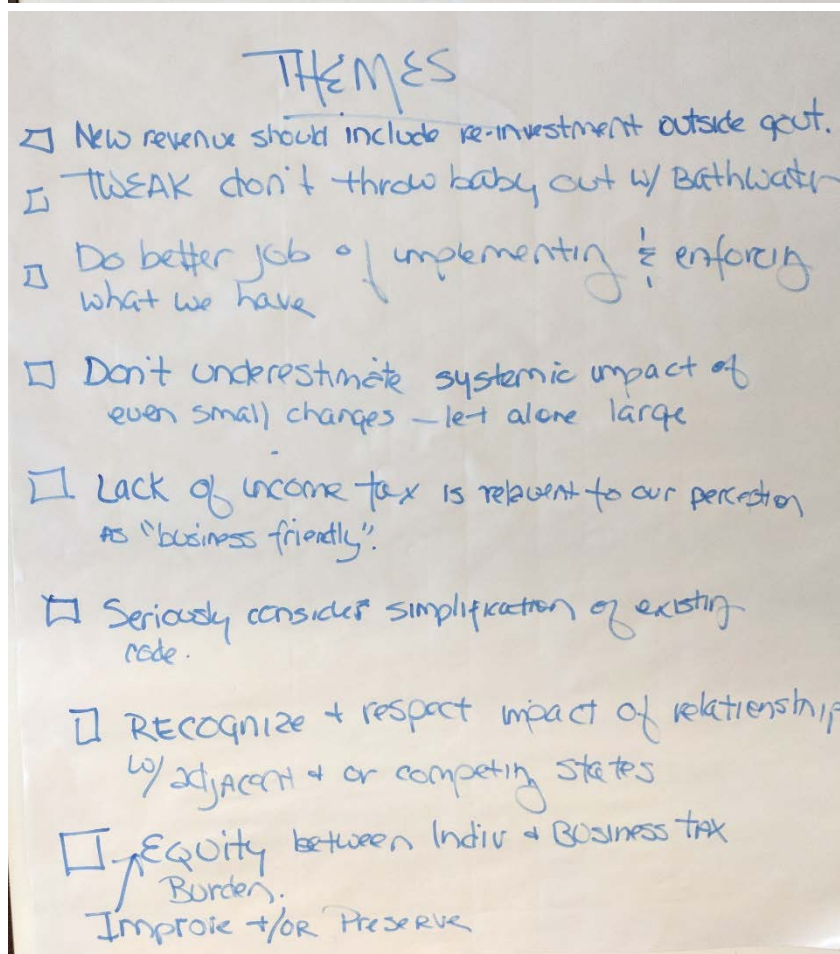 THEMES
New revenue should include re-investment outside gout.
TWEAK don't throw baby out w/ Bathwater
Do better job of implementing & enforcing
what we have
Don't underestimate systemic impact of
even small changes — let alone large
Lack of income tax is relevent to our perception
AS "business friendly".
Seriously consider simplification of existing
code.
RECOGNIZE + respect impact of relationship
w/ adjacent + or competing states
EQUity between Indiv + BUSINESS TAX
Burden.
Improve +/OR Preserve